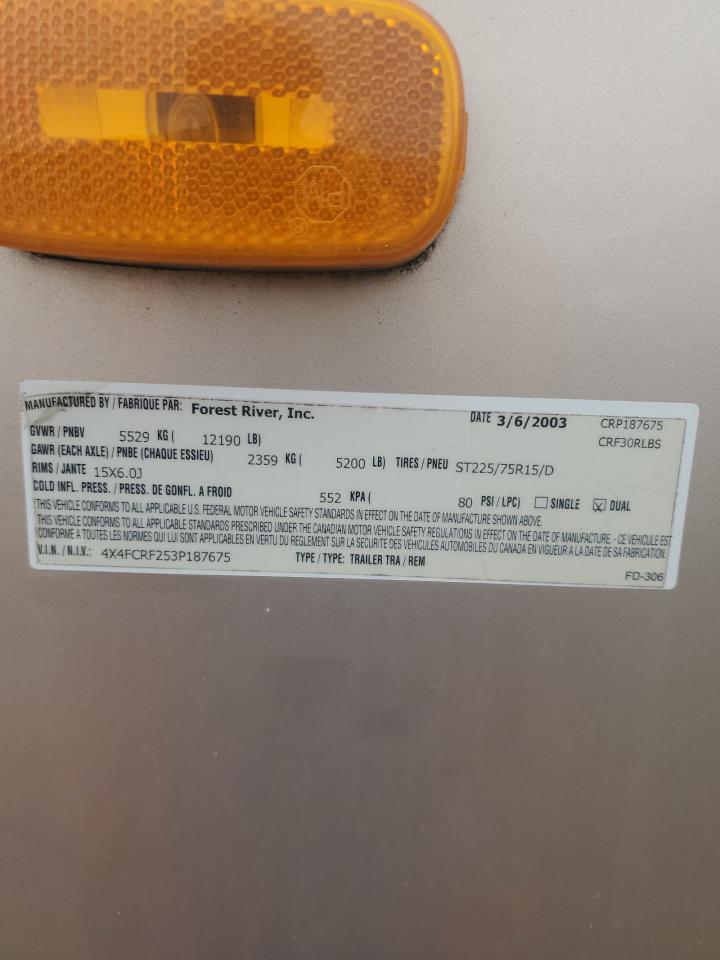 MANUFACTURED BY / FABRIQUE PAR: Forest River, Inc. DATE 3/6/2003 CRP187675
GVWR / PNBV 5529 KG ( 12190 LB) CRF30RLBS
GAWR (EACH AXLE) / PNBE (CHAQUE ESSIEU) 2359 KG ( 5200 LB) TIRES / PNEU ST225/75R15/D
RIMS / JANTE 15X6.0J
COLD INFL. PRESS. / PRESS. DE GONFL. A FROID 552 KPA ( 80 PSI / LPC) SINGLE DUAL
THIS VEHICLE CONFORMS TO ALL APPLICABLE U.S. FEDERAL MOTOR VEHICLE SAFETY STANDARDS IN EFFECT ON THE DATE OF MANUFACTURE SHOWN ABOVE.
THIS VEHICLE CONFORMS TO ALL APPLICABLE STANDARDS PRESCRIBED UNDER THE CANADIAN MOTOR VEHICLE SAFETY REGULATIONS IN EFFECT ON THE DATE OF MANUFACTURE. - CE VEHICULE EST
CONFORME A TOUTES LES NORMES QUI LUI SONT APPLICABLES EN VERTU DU REGLEMENT SUR LA SECURITE DES VEHICULES AUTOMOBILES DU CANADA EN VIGUEUR A LA DATE DE SA FABRICATION.
V.I.N. / N.I.V.: 4X4FCRF253P187675 TYPE / TYPE: TRAILER TRA / REM
FD-306